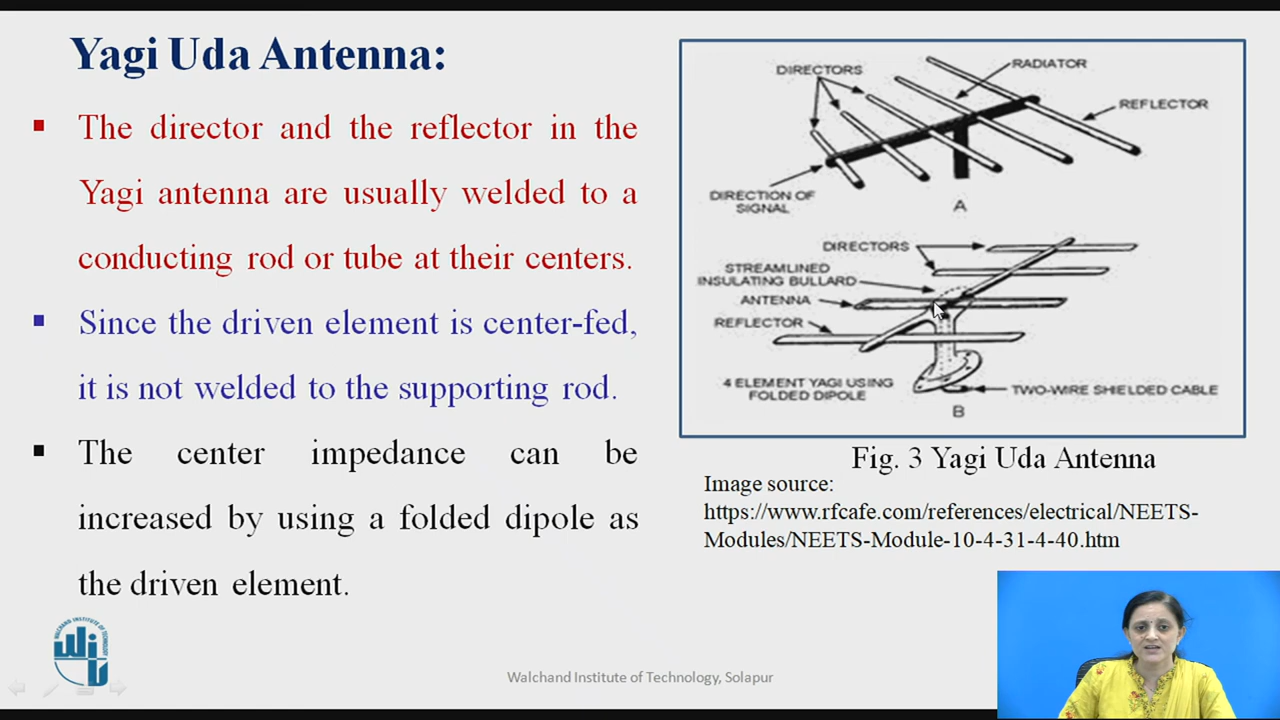 Yagi Uda Antenna:
▪ The director and the reflector in the
Yagi antenna are usually welded to a
conducting rod or tube at their centers.
▪ Since the driven element is center-fed,
it is not welded to the supporting rod.
▪ The center impedance can be
increased by using a folded dipole as
the driven element.
DIRECTORS
RADIATOR
REFLECTOR
DIRECTION OF
SIGNAL
A
DIRECTORS
STREAMLINED
INSULATING BULLARD
ANTENNA
REFLECTOR
4 ELEMENT YAGI USING
FOLDED DIPOLE
TWO-WIRE SHIELDED CABLE
B
Fig. 3 Yagi Uda Antenna
Image source:
https://www.rfcafe.com/references/electrical/NEETS-
Modules/NEETS-Module-10-4-31-4-40.htm
WALCHAND INSTITUTE OF TECHNOLOGY
WIT
Walchand Institute of Technology, Solapur